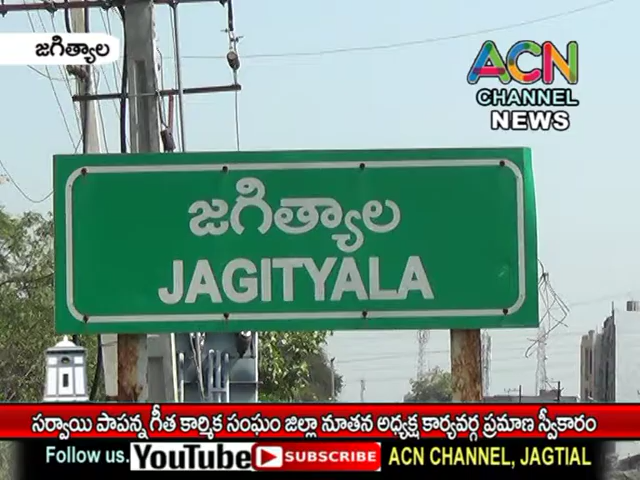 జగిత్యాల
ACN
CHANNEL
NEWS
జగిత్యాల
JAGITYALA
సర్వాయి పాపన్న గీత కార్మిక సంఘం జిల్లా నూతన అధ్యక్ష కార్యవర్గ ప్రమాణ స్వీకారం
Follow us. YouTube SUBSCRIBE ACN CHANNEL, JAGTIAL